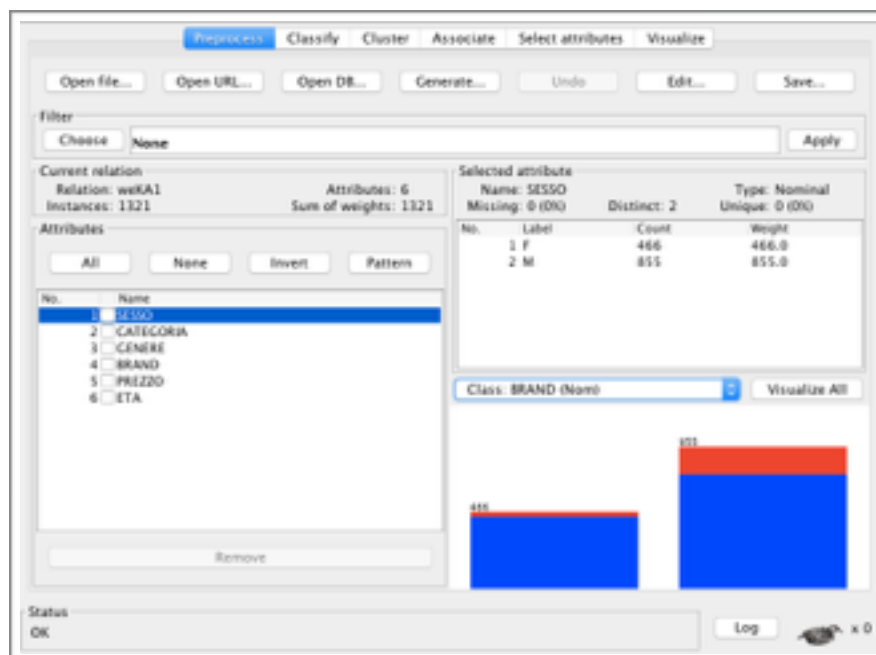 Preprocess Classify Cluster Associate Select attributes Visualize
Open file... Open URL... Open DB... Generate... Undo Edit... Save...
Filter
Choose None Apply
Current relation
Relation: weKA1 Attributes: 6
Instances: 1321 Sum of weights: 1321
Attributes
All None Invert Pattern
No. Name
1 SESSO
2 CATEGORIA
3 GENERE
4 BRAND
5 PREZZO
6 ETA
Remove
Selected attribute
Name: SESSO Type: Nominal
Missing: 0 (0%) Distinct: 2 Unique: 0 (0%)
No. Label Count Weight
1 F 466 466.0
2 M 855 855.0
Class: BRAND (Nom) Visualize All
466
855
Status
OK
Log x 0